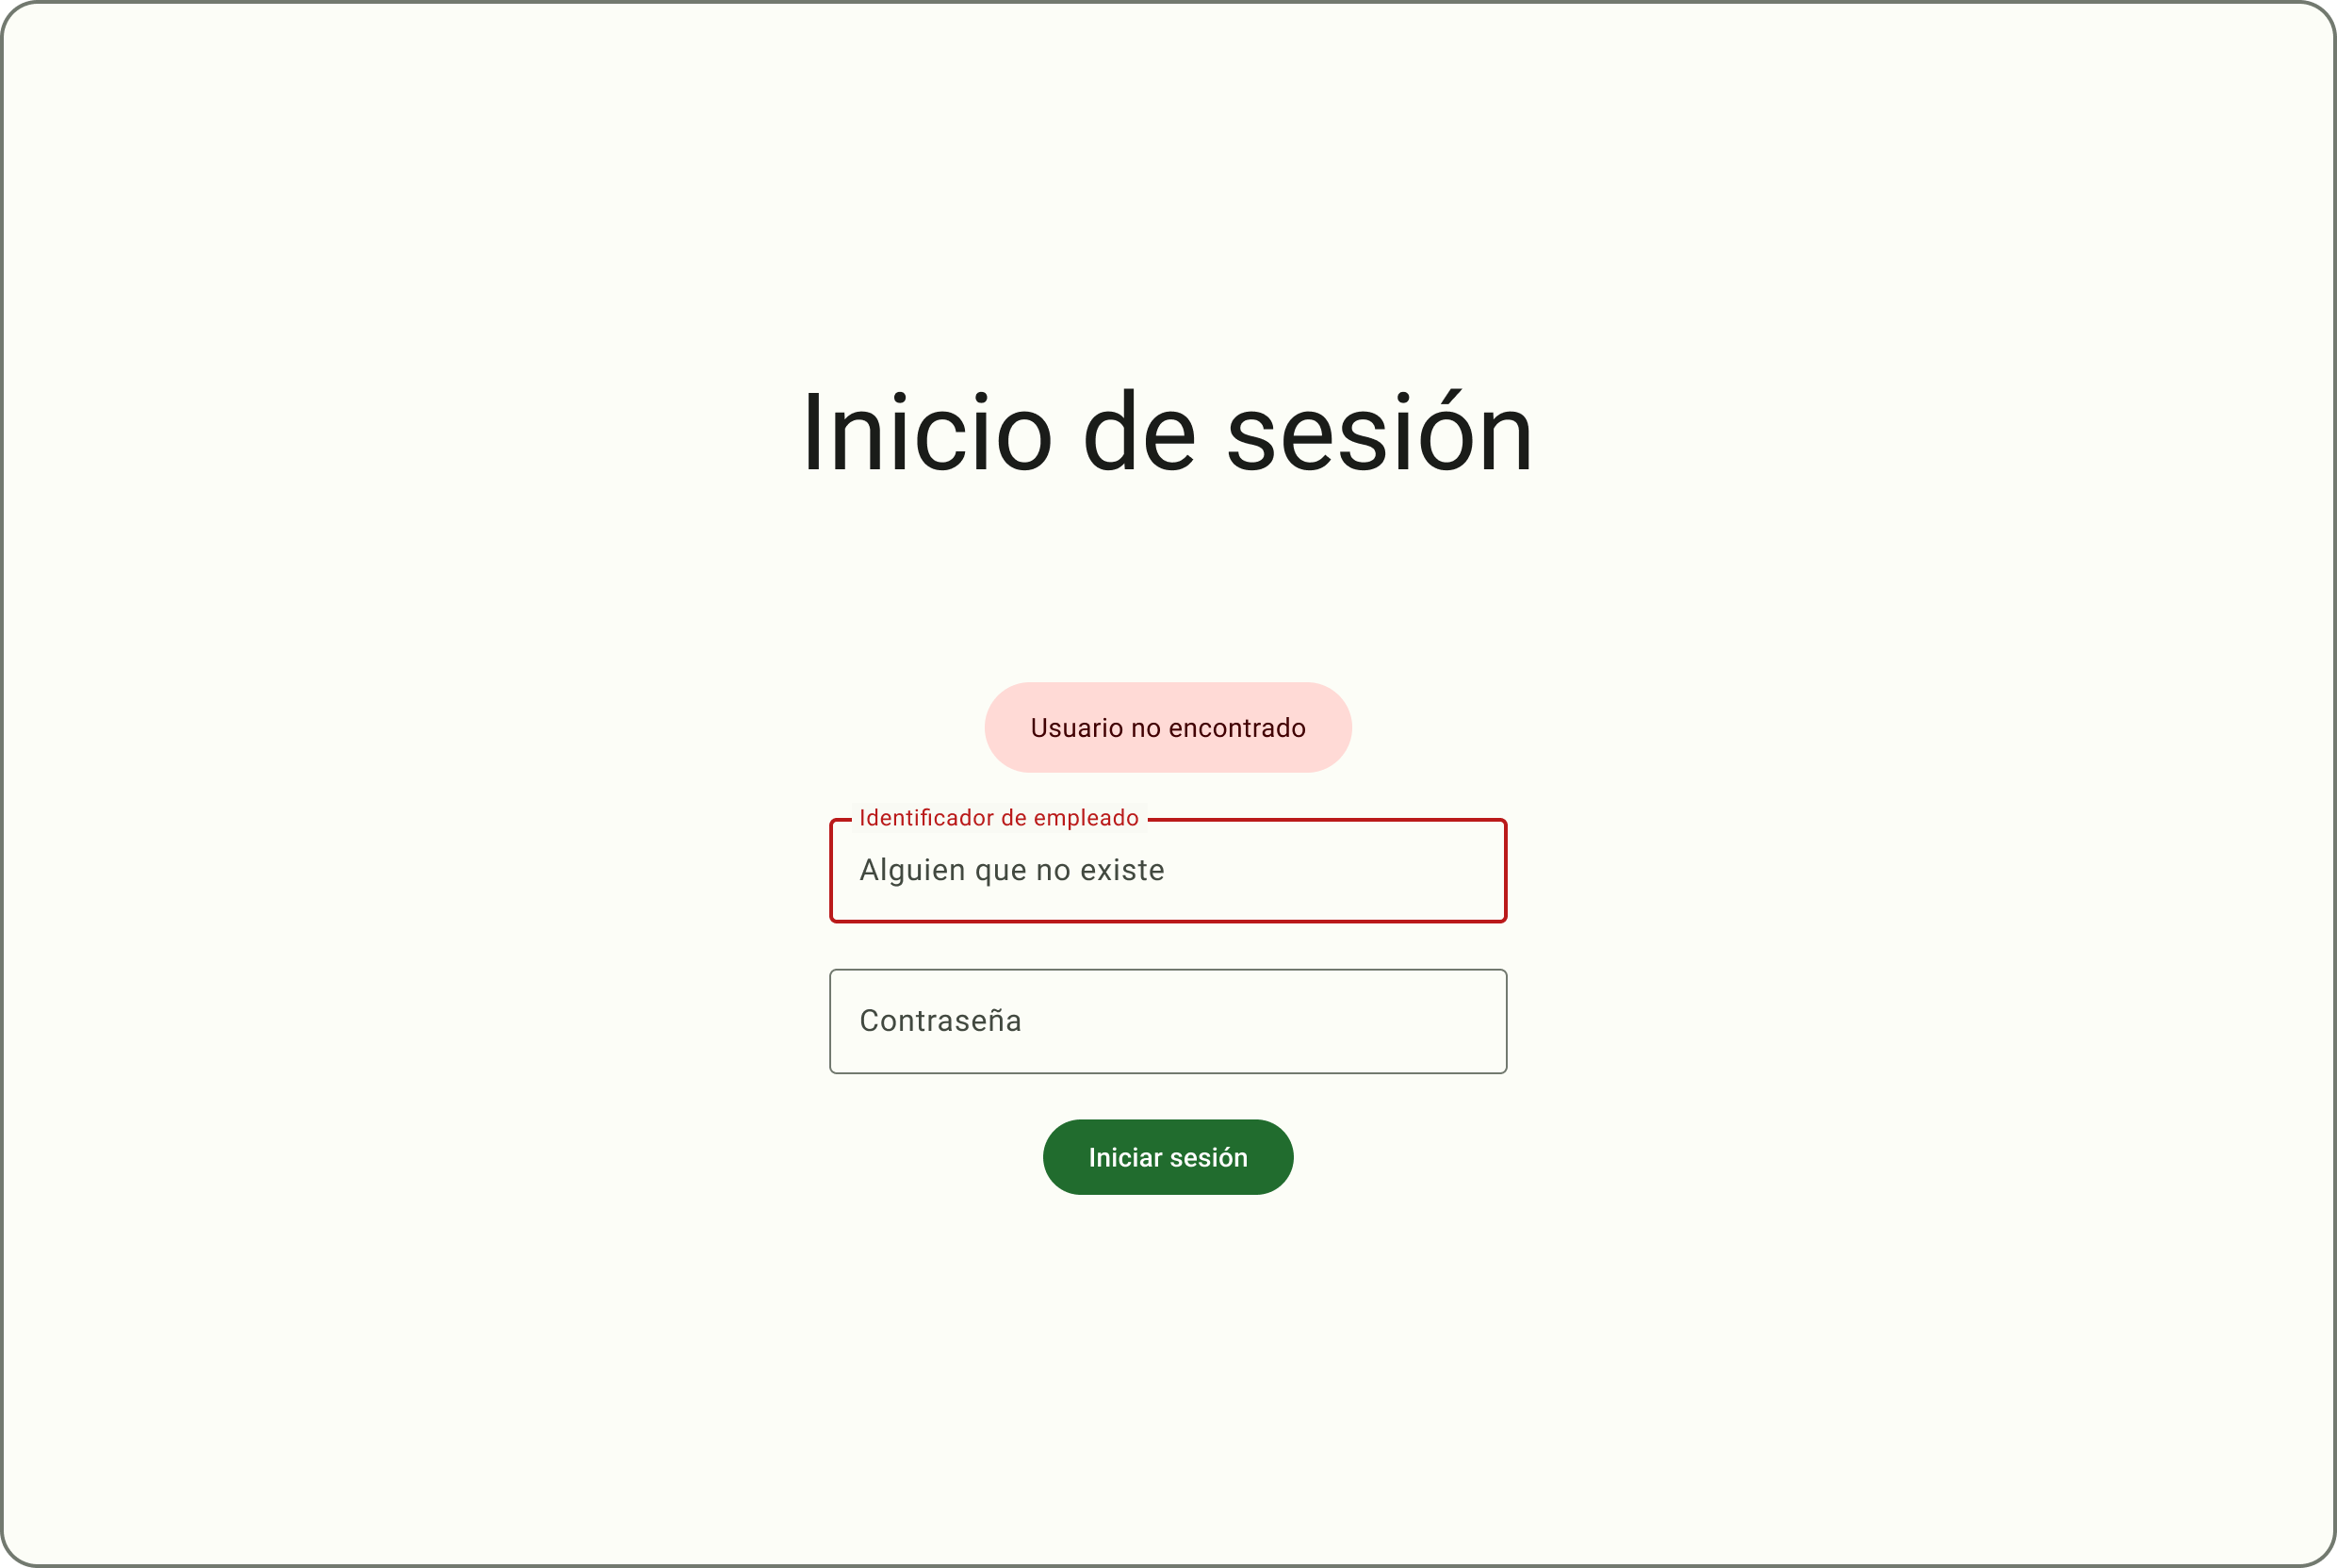 Inicio de sesión
Usuario no encontrado
Identificador de empleado
Alguien que no existe
Contraseña
Iniciar sesión